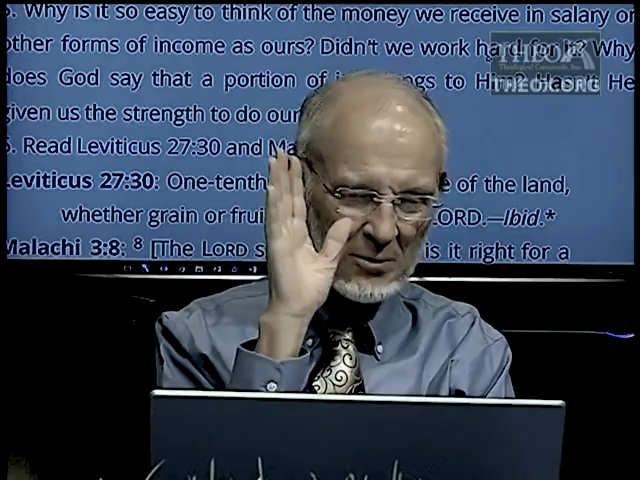 5. Why is it so easy to think of the money we receive in salary or
other forms of income as ours? Didn't we work hard for it? Why
does God say that a portion of belongs to Him? Hasn't He
given us the strength to do our
6. Read Leviticus 27:30 and Ma
Leviticus 27:30: One-tenth e of the land,
whether grain or frui LORD.—Ibid.*
Malachi 3:8: 8 [The LORD s is it right for a
THEOX.ORG